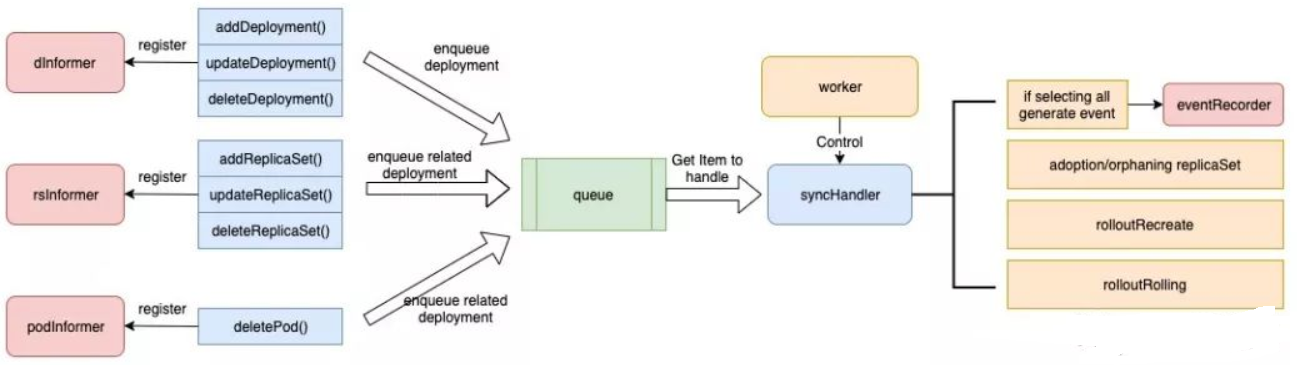 dInformer
register
addDeployment()
updateDeployment()
deleteDeployment()
enqueue
deployment
rsInformer
register
addReplicaSet()
updateReplicaSet()
deleteReplicaSet()
enqueue related
deployment
podInformer
register
deletePod()
enqueue related
deployment
queue
Get Item to
handle
worker
Control
syncHandler
if selecting all
generate event
eventRecorder
adoption/orphaning replicaSet
rolloutRecreate
rolloutRolling